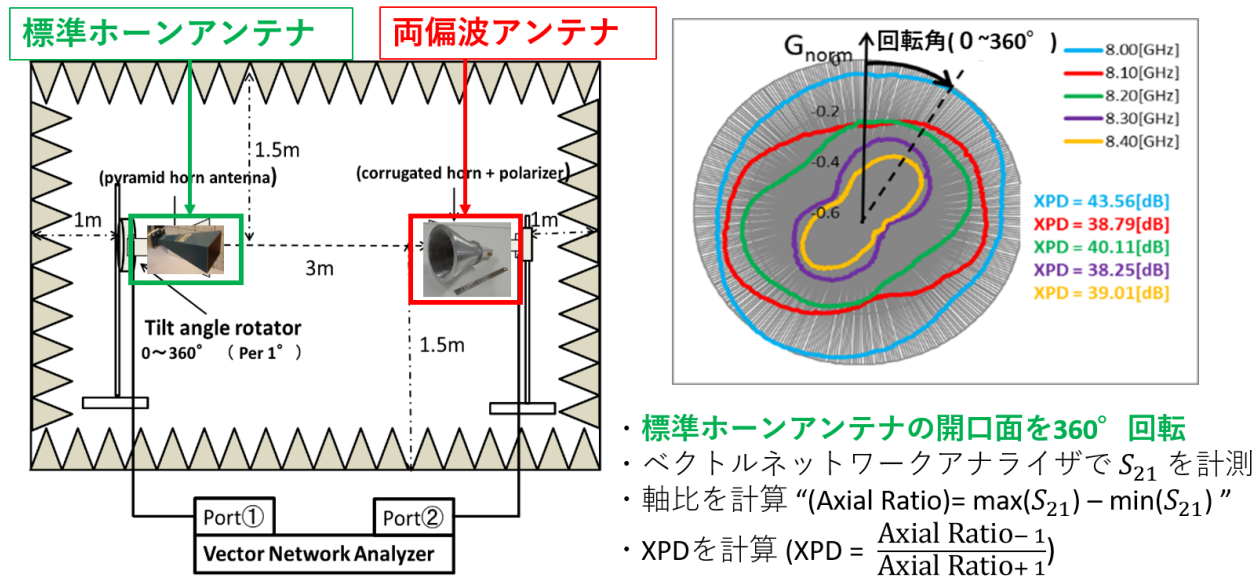 標準ホーンアンテナ
両偏波アンテナ
1.5m
(pyramid horn antenna)
(corrugated horn + polarizer)
1m
1m
3m
Tilt angle rotator
0～360° （ Per 1° ）
1.5m
Port①
Port②
Vector Network Analyzer
Gnorm
回転角(０~360°)
0
-0.2
-0.4
-0.6
8.00[GHz]
8.10[GHz]
8.20[GHz]
8.30[GHz]
8.40[GHz]
XPD = 43.56[dB]
XPD = 38.79[dB]
XPD = 40.11[dB]
XPD = 38.25[dB]
XPD = 39.01[dB]
・標準ホーンアンテナの開口面を360°回転
・ベクトルネットワークアナライザで S21 を計測
・軸比を計算 “(Axial Ratio)= max(S21) – min(S21) ”
・XPDを計算 (XPD = Axial Ratio– 1 / Axial Ratio+ 1)